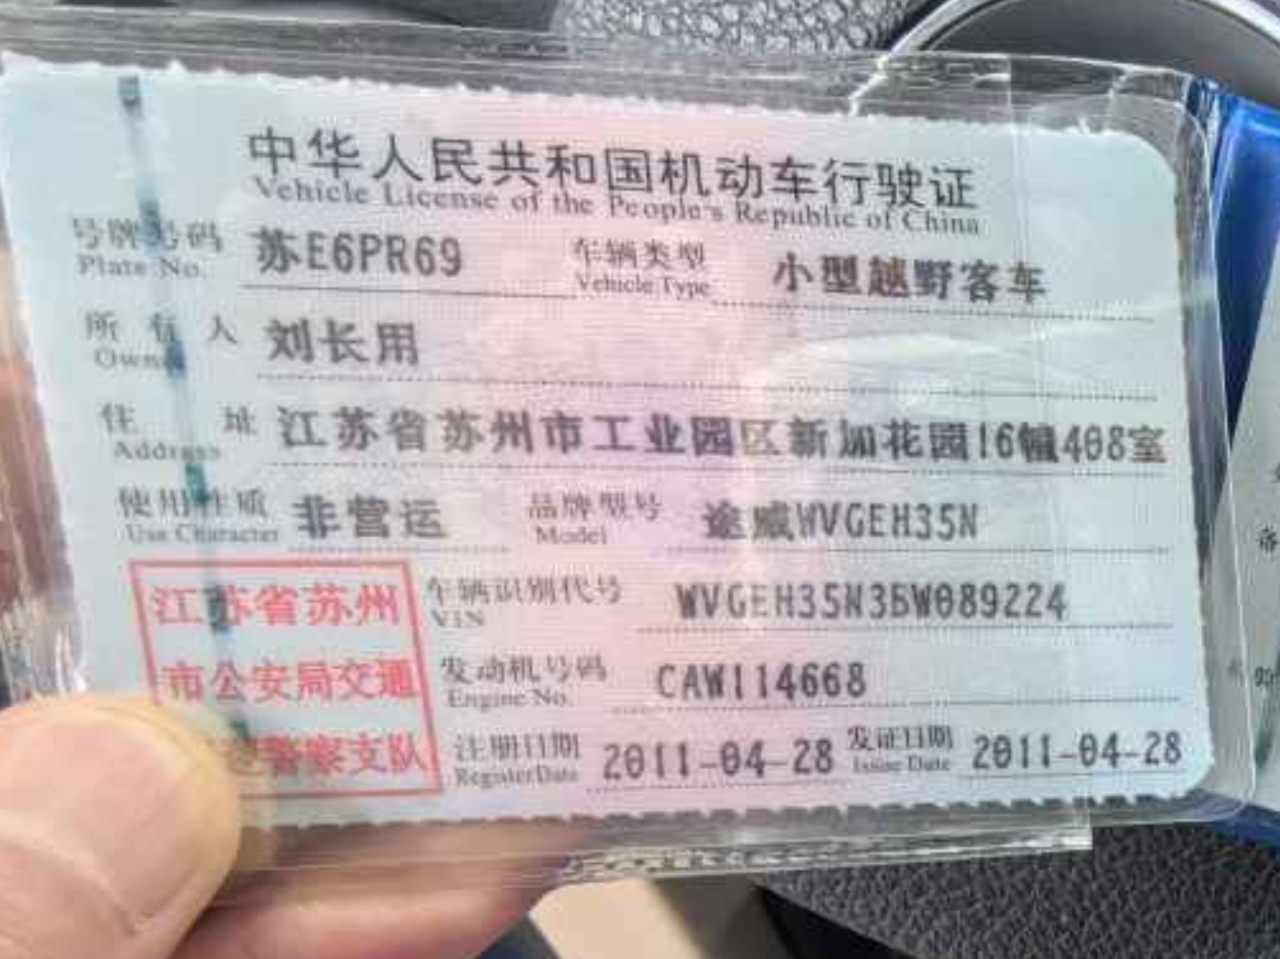 中华人民共和国机动车行驶证
Vehicle License of the People's Republic of China
号牌号码 苏E6PR69 车辆类型 小型越野客车
Plate No. Vehicle Type
所有人 刘长用
Owner
住址 江苏省苏州市工业园区新加花园16幢408室
Address
使用性质 非营运 品牌型号 途威WVGEH35N
Use Character Model
江苏省苏州
市公安局交通
警察支队
车辆识别代号 WVGEH35N3BW089224
VIN
发动机号码 CAW114668
Engine No.
注册日期 2011-04-28 发证日期 2011-04-28
Register Date Issue Date